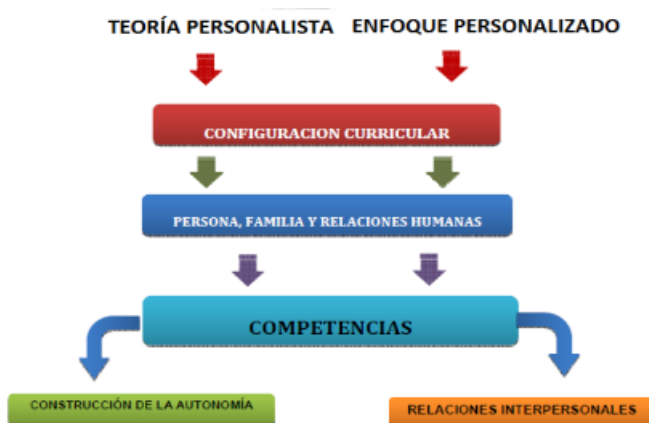 TEORÍA PERSONALISTA ENFOQUE PERSONALIZADO
CONFIGURACION CURRICULAR
PERSONA, FAMILIA Y RELACIONES HUMANAS
COMPETENCIAS
CONSTRUCCIÓN DE LA AUTONOMÍA
RELACIONES INTERPERSONALES